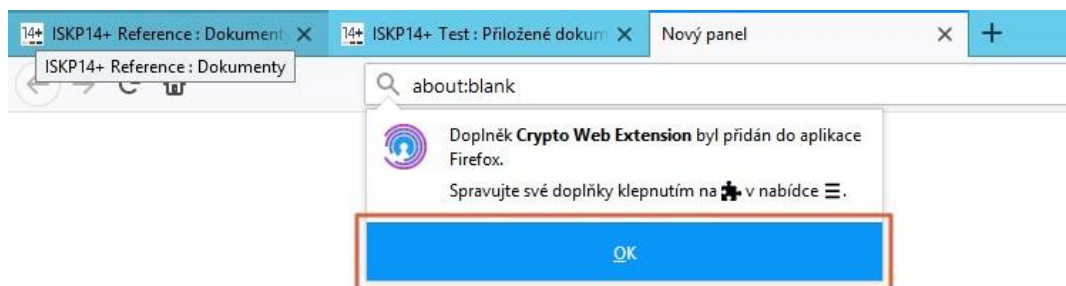 14+ ISKP14+ Reference : Dokument
14+ ISKP14+ Test : Přiložené dokum
Nový panel
ISKP14+ Reference : Dokumenty
about:blank
Doplněk Crypto Web Extension byl přidán do aplikace
Firefox.
Spravujte své doplňky klepnutím na v nabídce .
OK